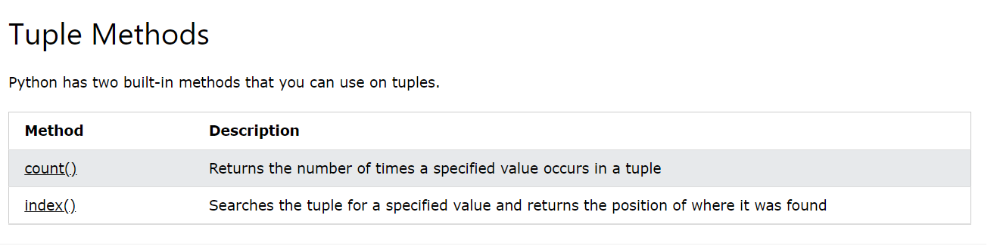 Tuple Methods
Python has two built-in methods that you can use on tuples.
Method Description
count() Returns the number of times a specified value occurs in a tuple
index() Searches the tuple for a specified value and returns the position of where it was found